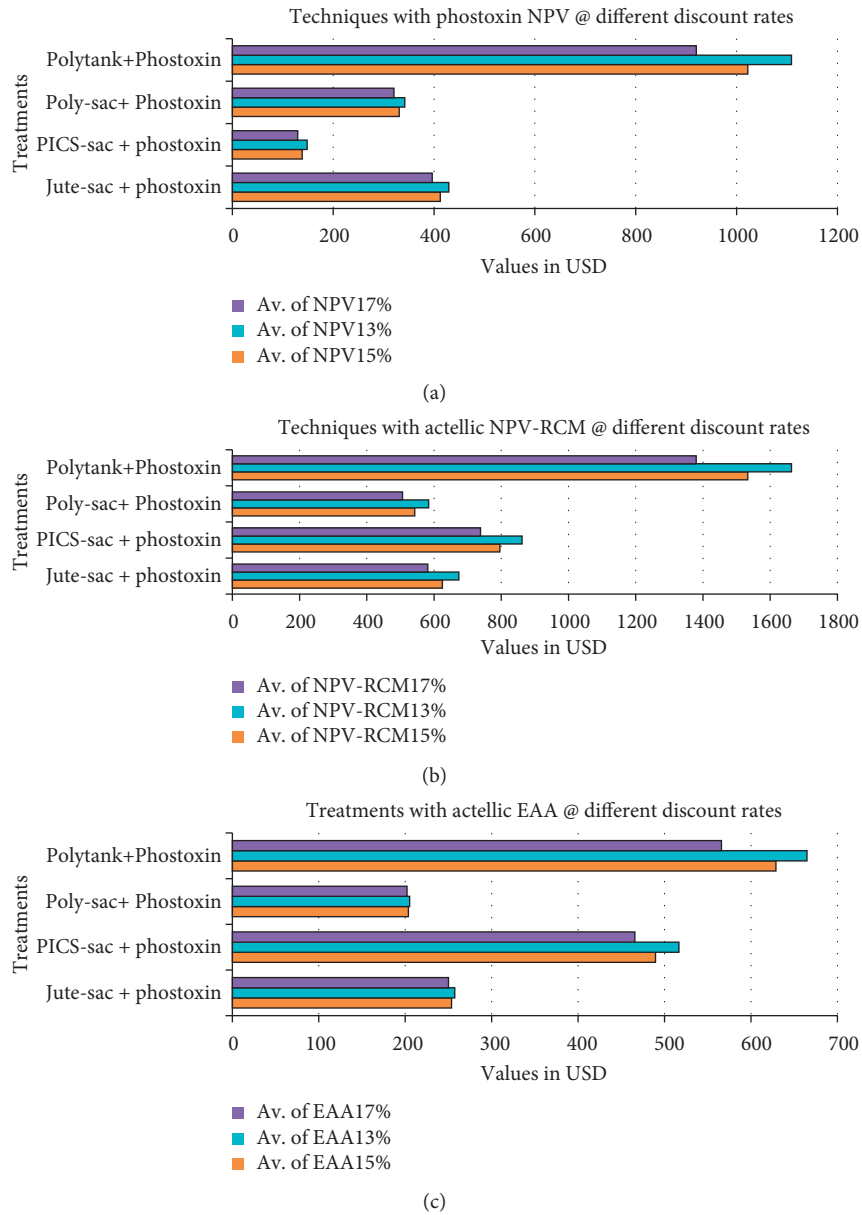 Techniques with phostoxin NPV @ different discount rates
Treatments
Polytank+Phostoxin
Poly-sac+ Phostoxin
PICS-sac + phostoxin
Jute-sac + phostoxin
0 200 400 600 800 1000 1200
Values in USD
Av. of NPV17%
Av. of NPV13%
Av. of NPV15%
(a)
Techniques with actellic NPV-RCM @ different discount rates
Treatments
Polytank+Phostoxin
Poly-sac+ Phostoxin
PICS-sac + phostoxin
Jute-sac + phostoxin
0 200 400 600 800 1000 1200 1400 1600 1800
Values in USD
Av. of NPV-RCM17%
Av. of NPV-RCM13%
Av. of NPV-RCM15%
(b)
Treatments with actellic EAA @ different discount rates
Treatments
Polytank+Phostoxin
Poly-sac+ Phostoxin
PICS-sac + phostoxin
Jute-sac + phostoxin
0 100 200 300 400 500 600 700
Values in USD
Av. of EAA17%
Av. of EAA13%
Av. of EAA15%
(c)